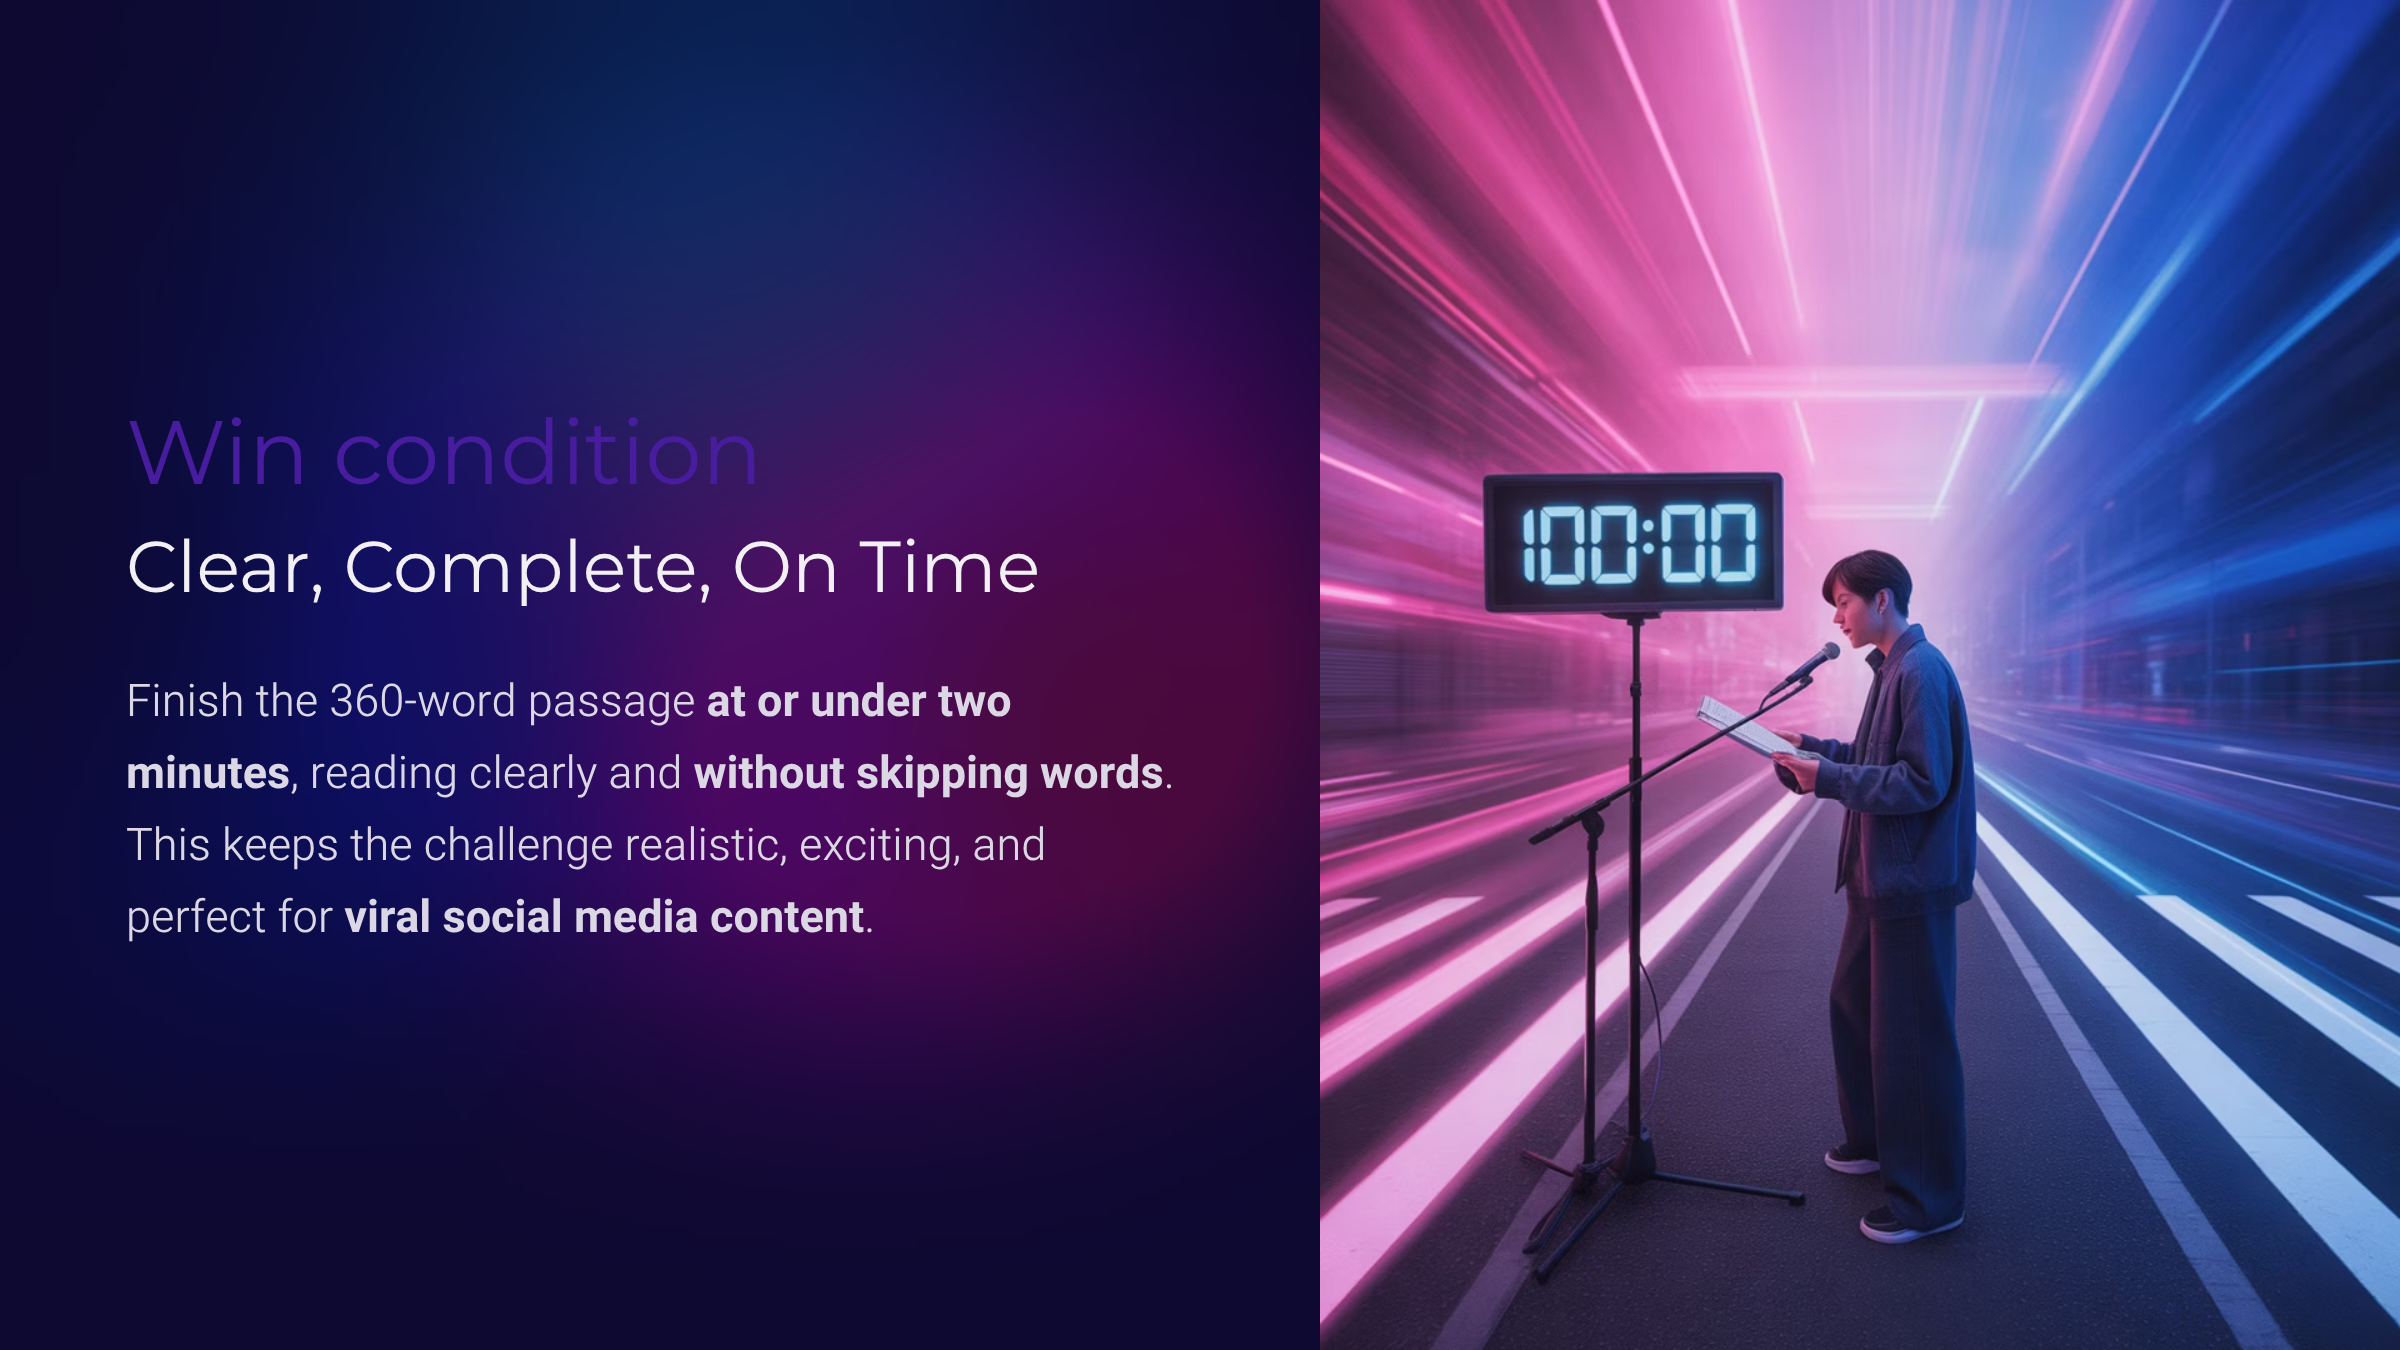 Win condition
Clear, Complete, On Time
Finish the 360-word passage at or under two
minutes, reading clearly and without skipping words.
This keeps the challenge realistic, exciting, and
perfect for viral social media content.
100:00